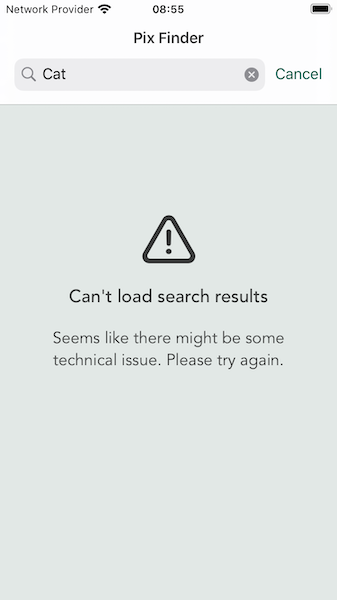 Network Provider 08:55
Pix Finder
Cat Cancel
Can't load search results
Seems like there might be some
technical issue. Please try again.